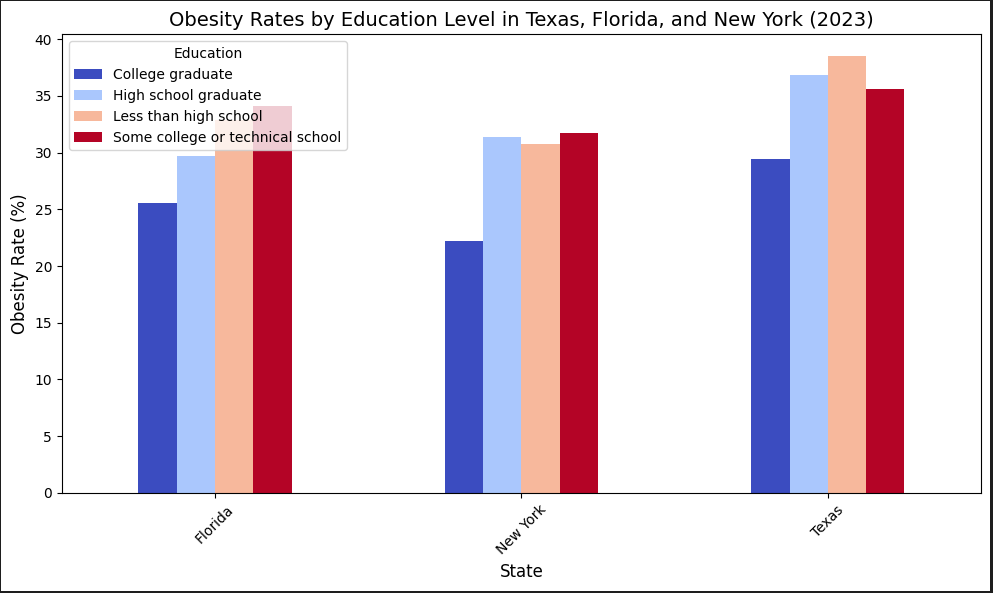 Obesity Rates by Education Level in Texas, Florida, and New York (2023)
40
35
30
25
20
15
10
5
0
Obesity Rate (%)
Education
College graduate
High school graduate
Less than high school
Some college or technical school
Florida
New York
Texas
State